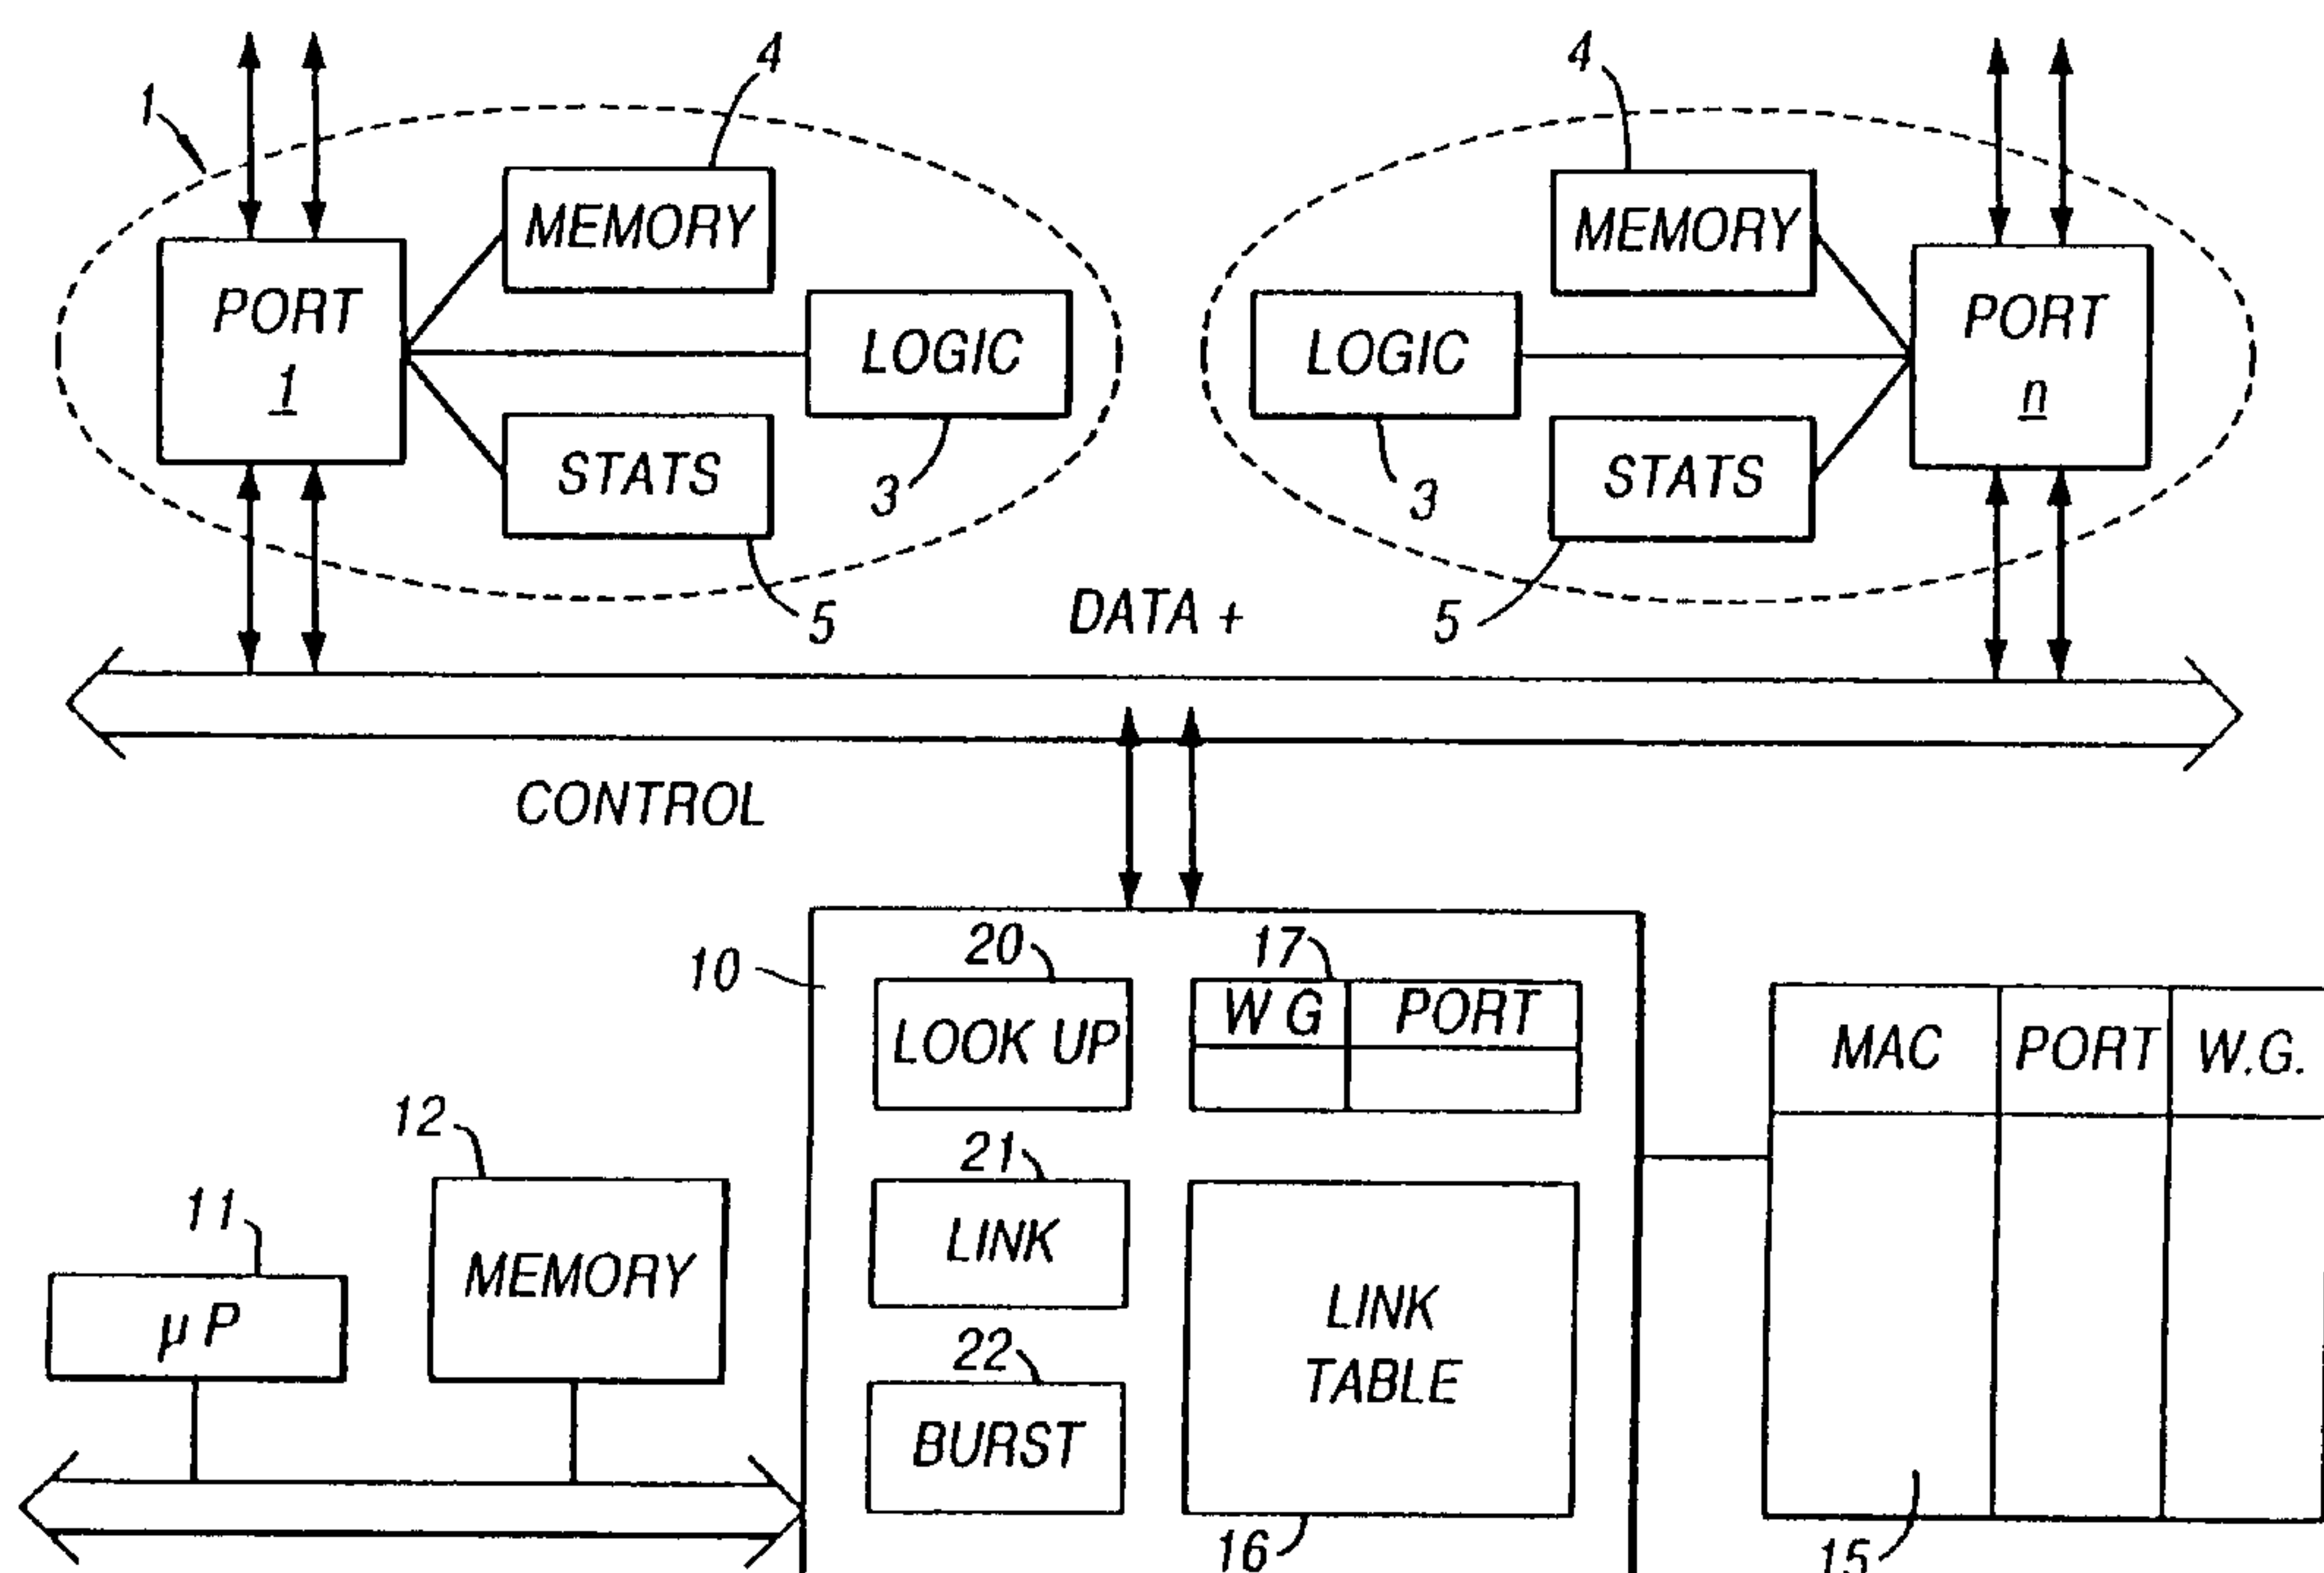 4
4
1
MEMORY
MEMORY
PORT
1
LOGIC
LOGIC
PORT
n
STATS
STATS
3
3
5
5
DATA +
CONTROL
10
20
17
LOOK UP
W G
PORT
MAC
PORT
W.G.
12
21
11
LINK
MEMORY
µ P
LINK
TABLE
22
BURST
16
15